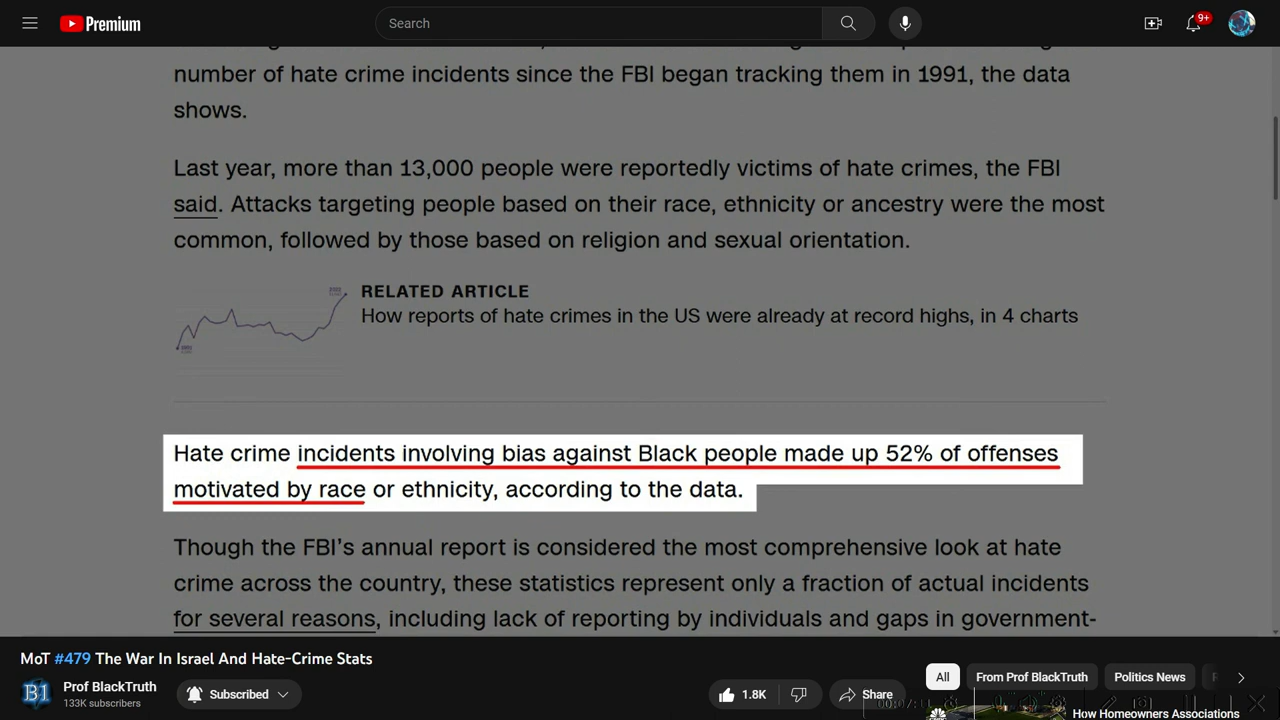 Premium
Search
9+
number of hate crime incidents since the FBI began tracking them in 1991, the data
shows.
Last year, more than 13,000 people were reportedly victims of hate crimes, the FBI
said. Attacks targeting people based on their race, ethnicity or ancestry were the most
common, followed by those based on religion and sexual orientation.
RELATED ARTICLE
How reports of hate crimes in the US were already at record highs, in 4 charts
Hate crime incidents involving bias against Black people made up 52% of offenses
motivated by race or ethnicity, according to the data.
Though the FBI's annual report is considered the most comprehensive look at hate
crime across the country, these statistics represent only a fraction of actual incidents
for several reasons, including lack of reporting by individuals and gaps in government-
MoT #479 The War In Israel And Hate-Crime Stats
Prof BlackTruth
133K subscribers
Subscribed
1.8K
Share
All
From Prof BlackTruth
Politics News
How Homeowners Associations